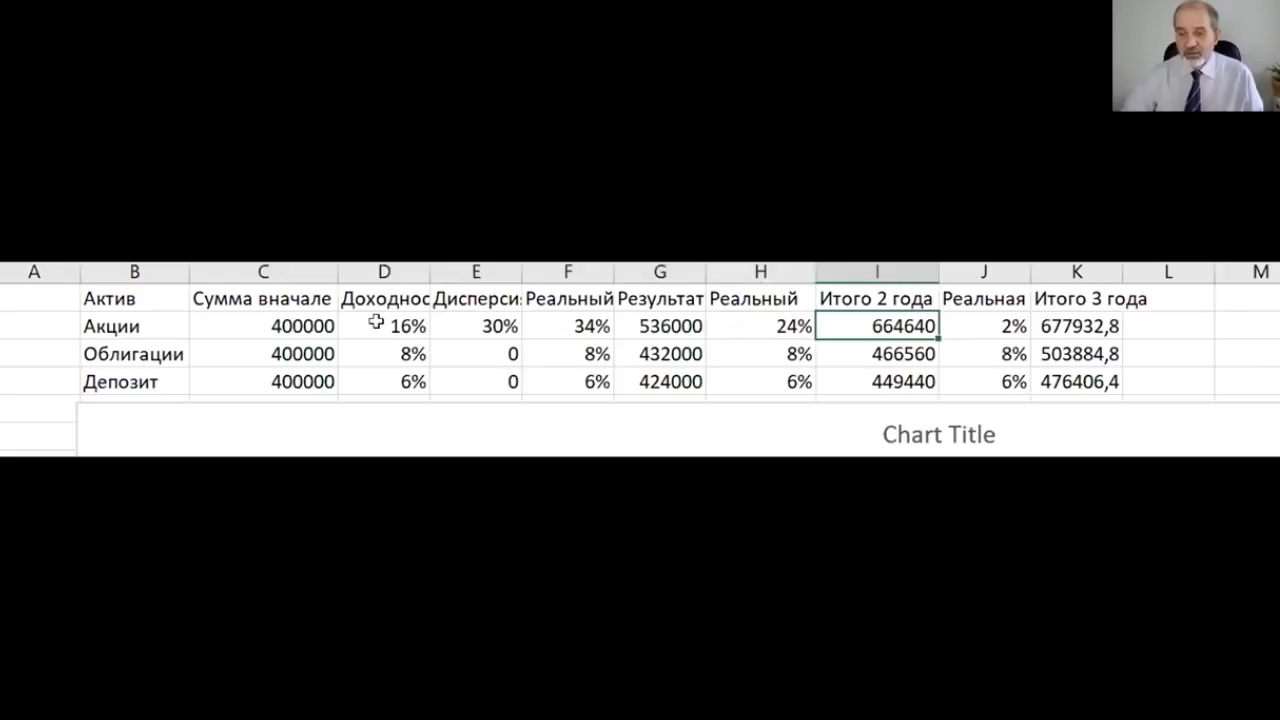 A B C D E F G H I J K L M
Актив Сумма вначале Доходнос Дисперси Реальный Результат Реальный Итого 2 года Реальная Итого 3 года
Акции 400000 16% 30% 34% 536000 24% 664640 2% 677932,8
Облигации 400000 8% 0 8% 432000 8% 466560 8% 503884,8
Депозит 400000 6% 0 6% 424000 6% 449440 6% 476406,4
Chart Title